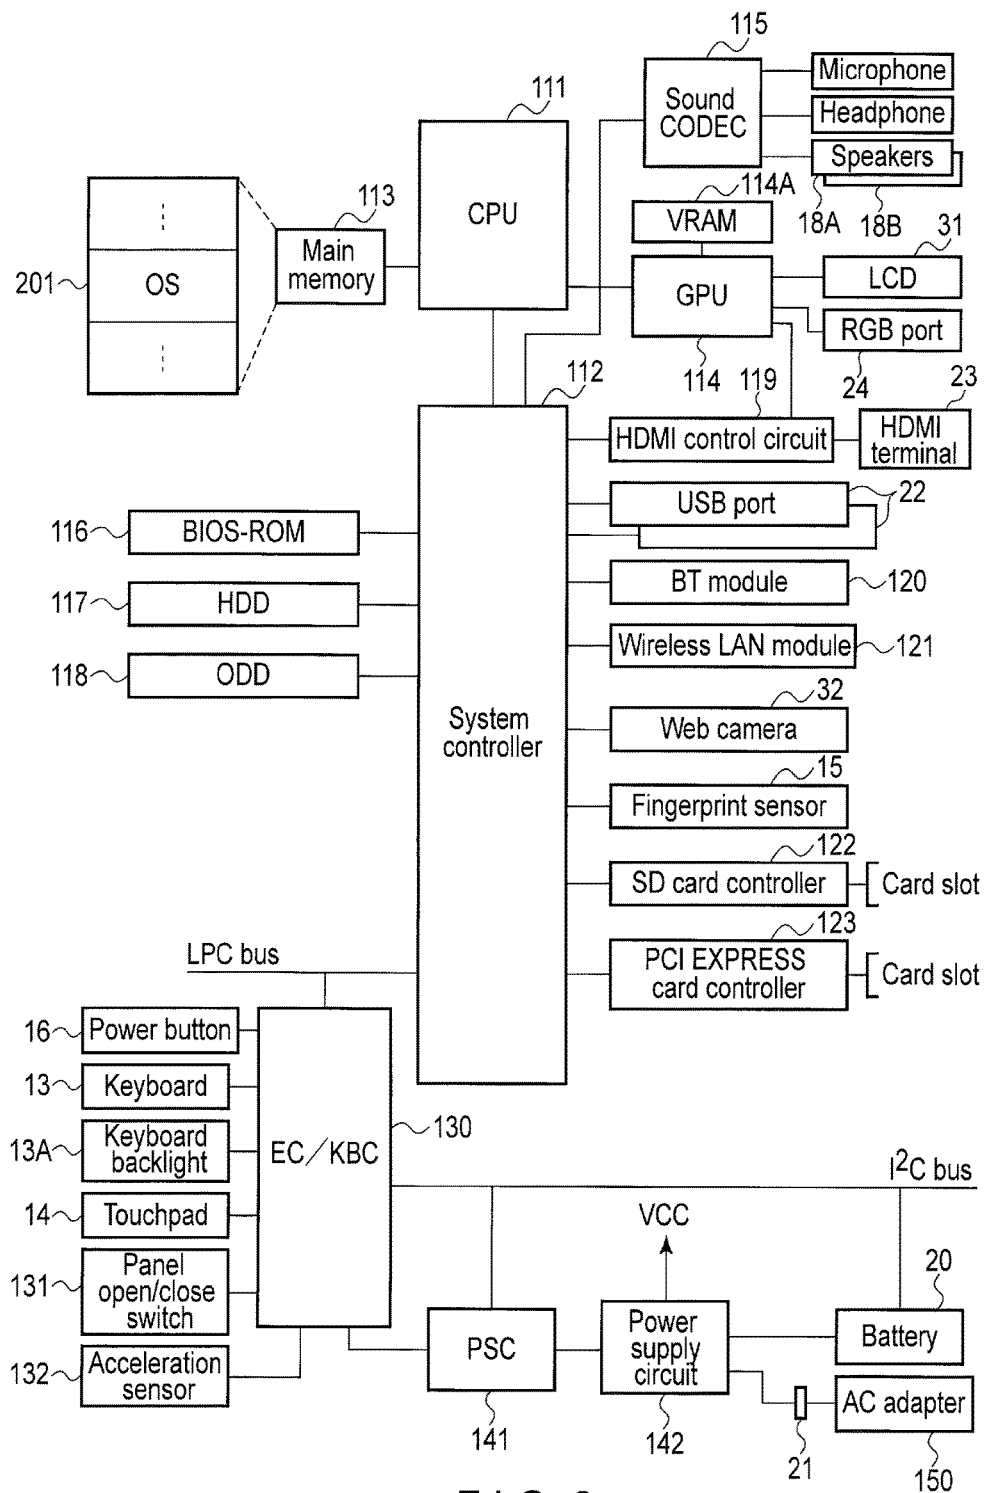 115
Microphone
111
Sound
CODEC
Headphone
Speakers
114A
18A
18B
113
CPU
VRAM
31
Main
memory
201
OS
GPU
LCD
RGB port
112
114
119
24
23
HDMI control circuit
HDMI
terminal
USB port
22
116
BIOS-ROM
BT module
120
117
HDD
Wireless LAN module
121
118
ODD
32
System
controller
Web camera
15
Fingerprint sensor
122
SD card controller
Card slot
123
LPC bus
PCI EXPRESS
card controller
Card slot
16
Power button
13
Keyboard
130
13A
Keyboard
backlight
EC/KBC
I²C bus
14
Touchpad
VCC
131
Panel
open/close
switch
20
PSC
Power
supply
circuit
Battery
132
Acceleration
sensor
AC adapter
141
142
21
150